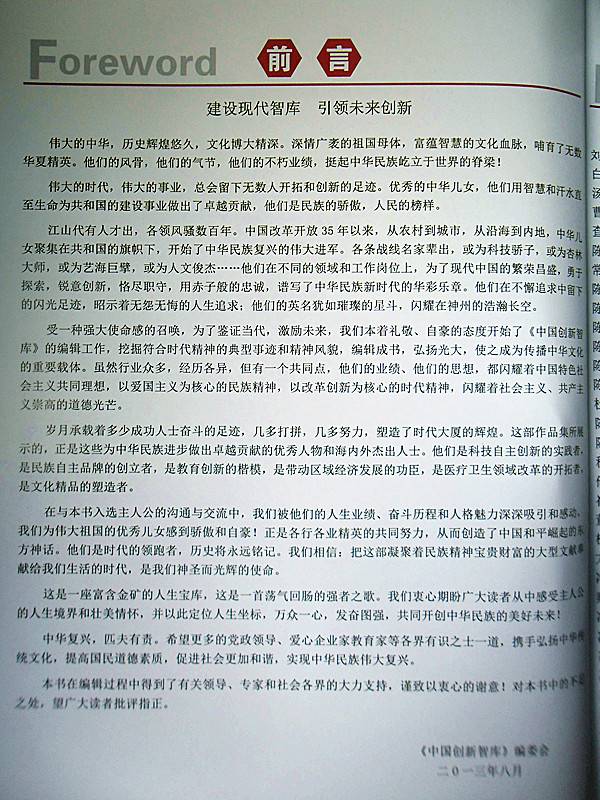 Foreword 前言
建设现代智库 引领未来创新
伟大的中华，历史辉煌悠久，文化博大精深。深情广袤的祖国母体，富蕴智慧的文化血脉，哺育了无数
华夏精英。他们的风骨，他们的气节，他们的不朽业绩，挺起中华民族屹立于世界的脊梁！
伟大的时代，伟大的事业，总会留下无数人开拓和创新的足迹。优秀的中华儿女，他们用智慧和汗水直
至生命为共和国的建设事业做出了卓越贡献，他们是民族的骄傲，人民的榜样。
江山代有人才出，各领风骚数百年。中国改革开放 35 年以来，从农村到城市，从沿海到内地，中华儿
女聚集在共和国的旗帜下，开始了中华民族复兴的伟大进军。各条战线名家辈出，或为科技骄子，或为杏林
大师，或为艺海巨擘，或为人文俊杰……他们在不同的领域和工作岗位上，为了现代中国的繁荣昌盛，勇于
探索，锐意创新，恪尽职守，用赤子般的忠诚，谱写了中华民族新时代的华彩乐章。他们在不懈追求中留下
的闪光足迹，昭示着无怨无悔的人生追求；他们的英名犹如璀璨的星斗，闪耀在神州的浩瀚长空。
受一种强大使命感的召唤，为了鉴证当代，激励未来，我们本着礼敬、自豪的态度开始了《中国创新智
库》的编辑工作，挖掘符合时代精神的典型事迹和精神风貌，编辑成书，弘扬光大，使之成为传播中华文化
的重要载体。虽然行业众多，经历各异，但有一个共同点，他们的业绩、他们的思想，都闪耀着中国特色社
会主义共同理想，以爱国主义为核心的民族精神，以改革创新为核心的时代精神，闪耀着社会主义、共产主
义崇高的道德光芒。
岁月承载着多少成功人士奋斗的足迹，几多打拼，几多努力，塑造了时代大厦的辉煌。这部作品集所展
示的，正是这些为中华民族进步做出卓越贡献的优秀人物和海内外杰出人士。他们是科技自主创新的实践者，
是民族自主品牌的创立者，是教育创新的楷模，是带动区域经济发展的功臣，是医疗卫生领域改革的开拓者，
是文化精品的塑造者。
在与本书入选主人公的沟通与交流中，我们被他们的人生业绩、奋斗历程和人格魅力深深吸引和感动，
我们为伟大祖国的优秀儿女感到骄傲和自豪！正是各行各业精英的共同努力，从而创造了中国和平崛起的东
方神话。他们是时代的领跑者，历史将永远铭记。我们相信：把这部凝聚着民族精神宝贵财富的大型文献奉
献给我们生活的时代，是我们神圣而光辉的使命。
这是一座富含金矿的人生宝库，这是一首荡气回肠的强者之歌。我们衷心期盼广大读者从中感受主人公
的人生境界和壮美情怀，并以此定位人生坐标，万众一心，发奋图强，共同开创中华民族的美好未来！
中华复兴，匹夫有责。希望更多的党政领导、爱心企业家教育家等各界有识之士一道，携手弘扬中华传
统文化，提高国民道德素质，促进社会更加和谐，实现中华民族伟大复兴。
本书在编辑过程中得到了有关领导、专家和社会各界的大力支持，谨致以衷心的谢意！对本书中的不足
之处，望广大读者批评指正。
《中国创新智库》编委会
二〇一三年八月